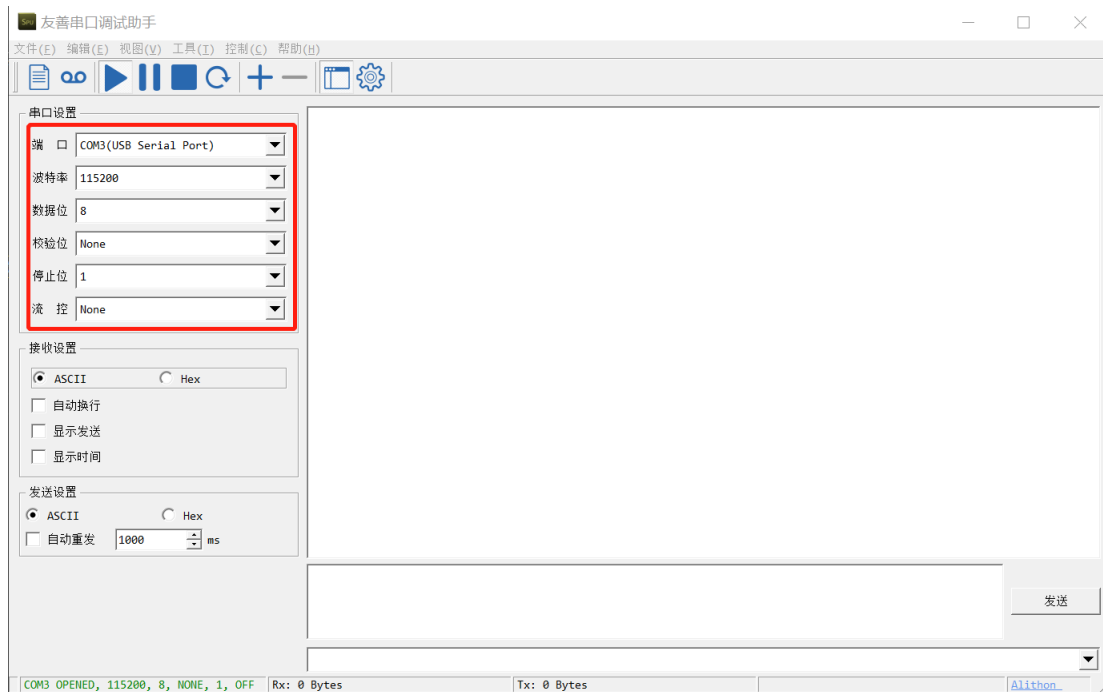 友善串口调试助手
文件(F) 编辑(E) 视图(V) 工具(T) 控制(C) 帮助(H)
串口设置
端 口 COM3(USB Serial Port)
波特率 115200
数据位 8
校验位 None
停止位 1
流 控 None
接收设置
ASCII Hex
自动换行
显示发送
显示时间
发送设置
ASCII Hex
自动重发 1000 ms
发送
COM3 OPENED, 115200, 8, NONE, 1, OFF Rx: 0 Bytes Tx: 0 Bytes Alithon